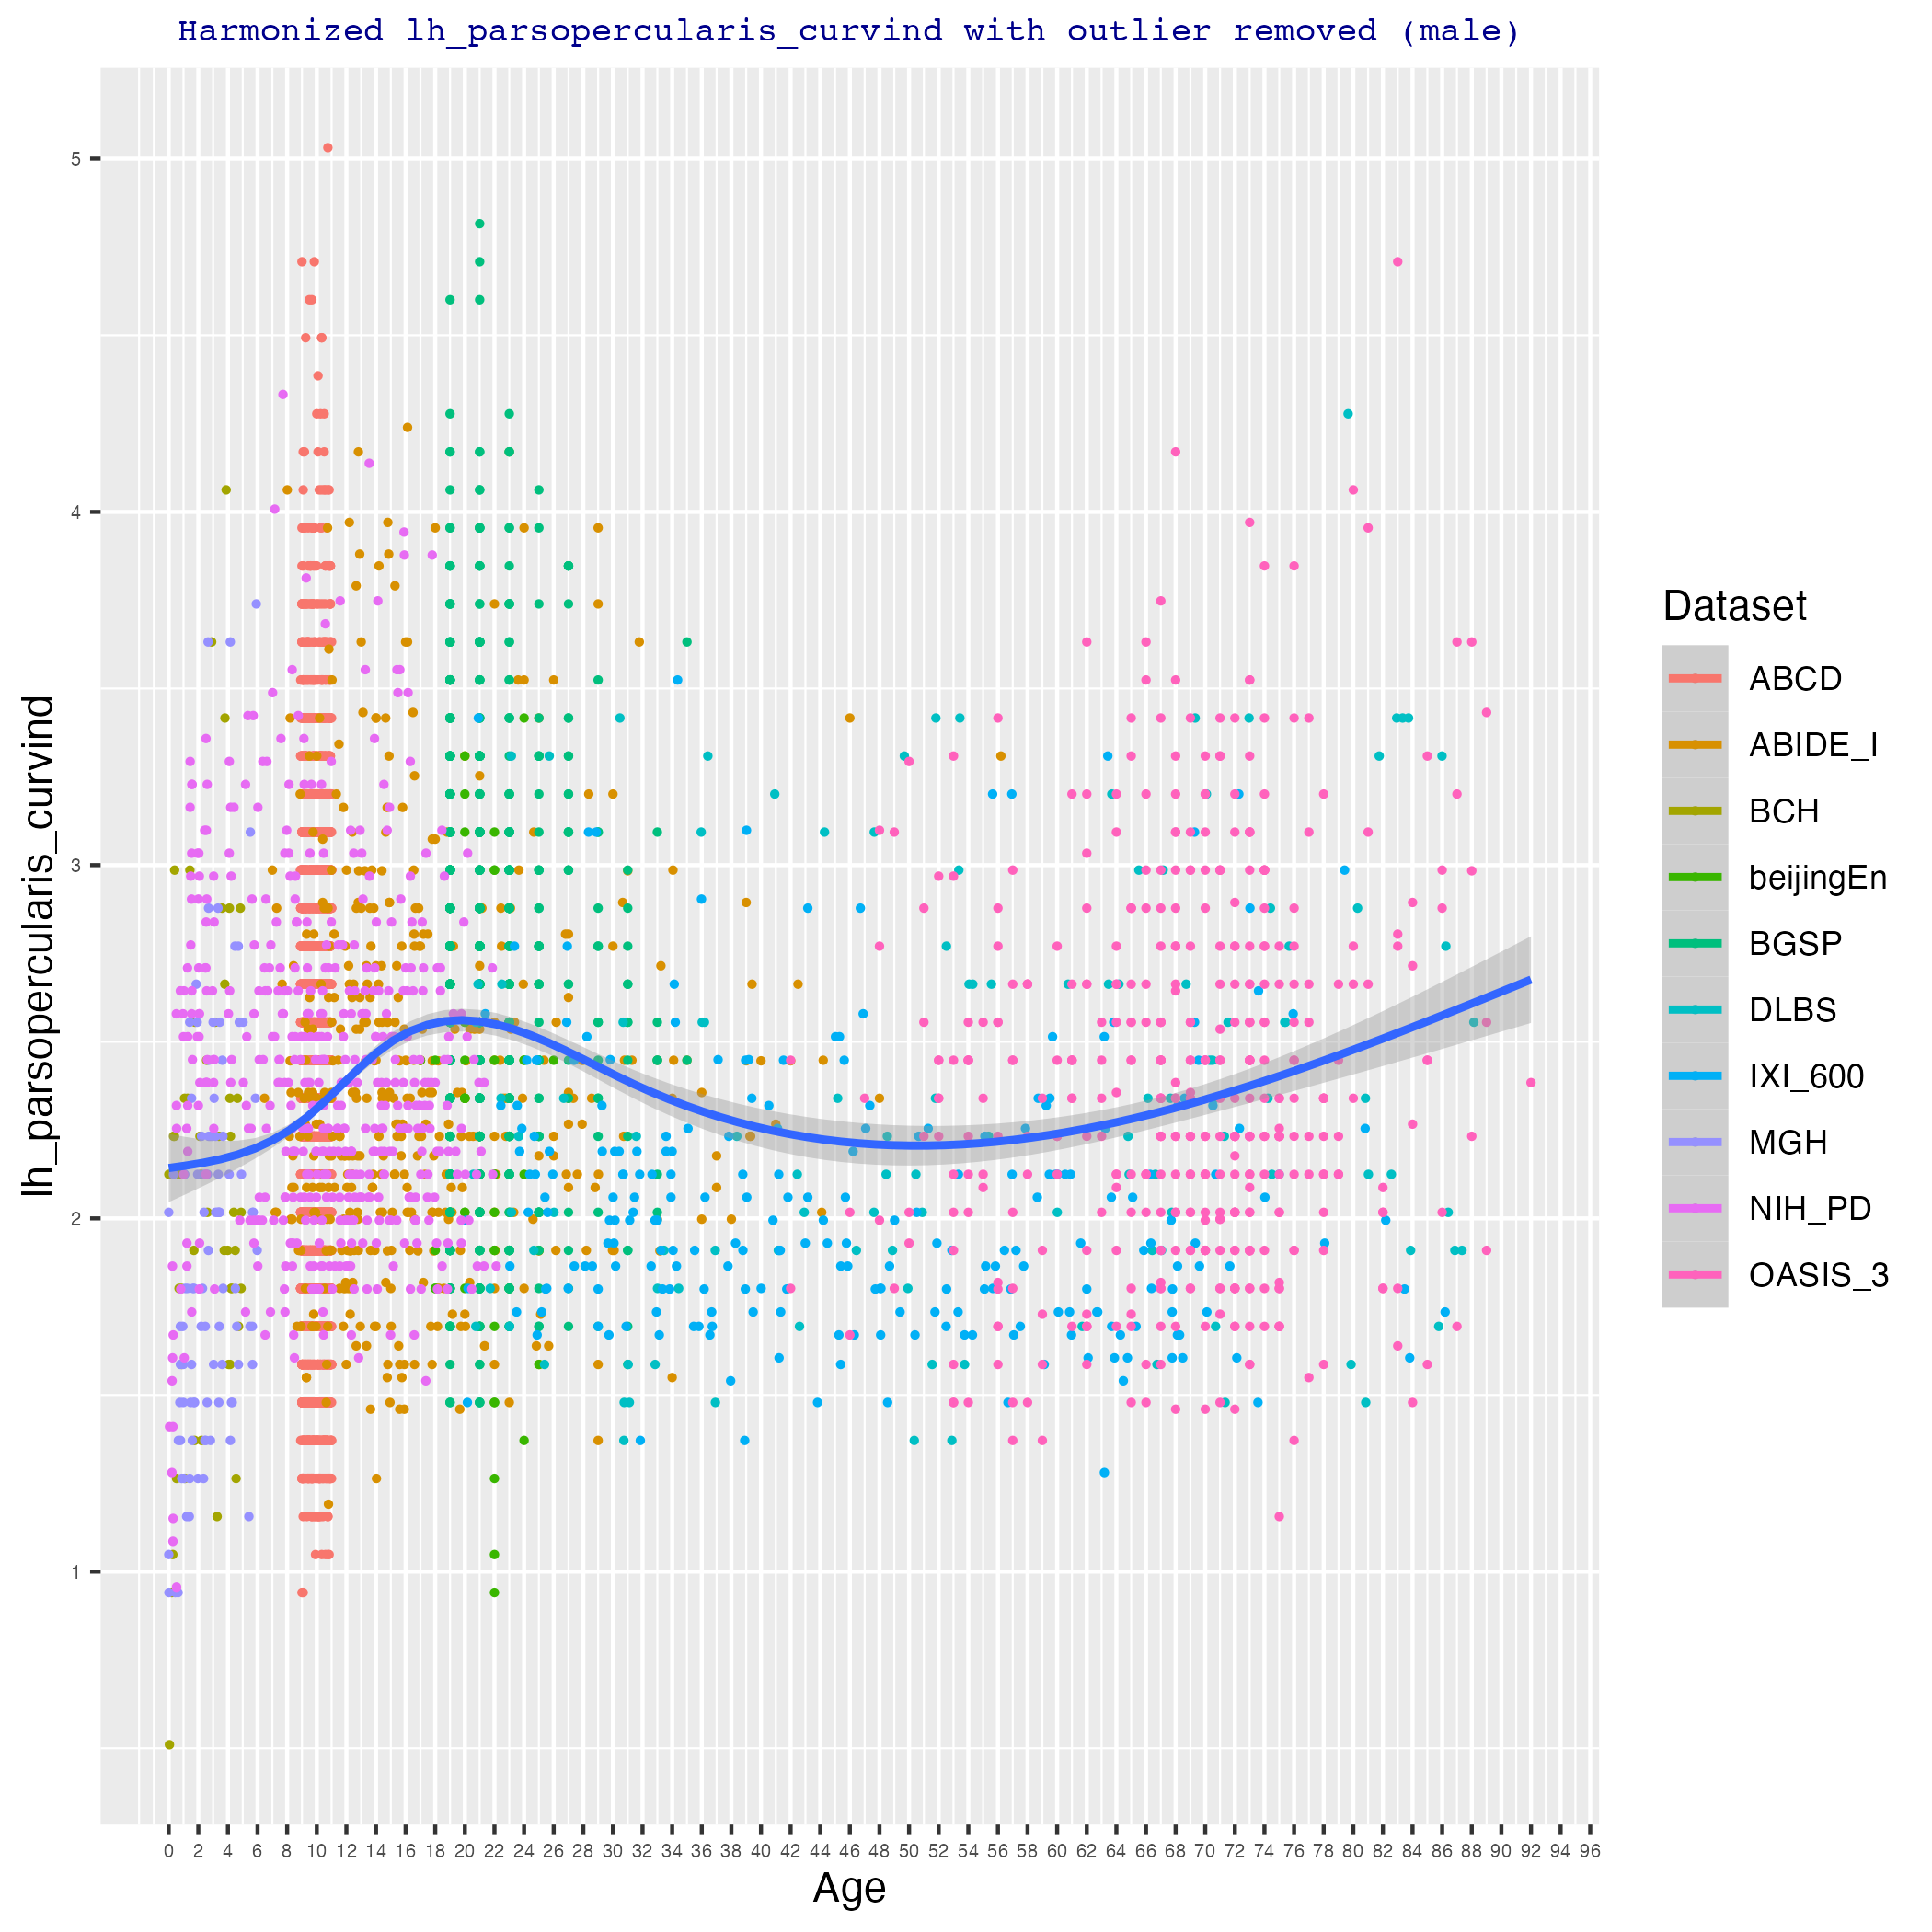 Harmonized lh_parsopercularis_curvind with outlier removed (male)
lh_parsopercularis_curvind
5
4
3
2
1
0 2 4 6 8 10 12 14 16 18 20 22 24 26 28 30 32 34 36 38 40 42 44 46 48 50 52 54 56 58 60 62 64 66 68 70 72 74 76 78 80 82 84 86 88 90 92 94 96
Age
Dataset
ABCD
ABIDE_I
BCH
beijingEn
BGSP
DLBS
IXI_600
MGH
NIH_PD
OASIS_3